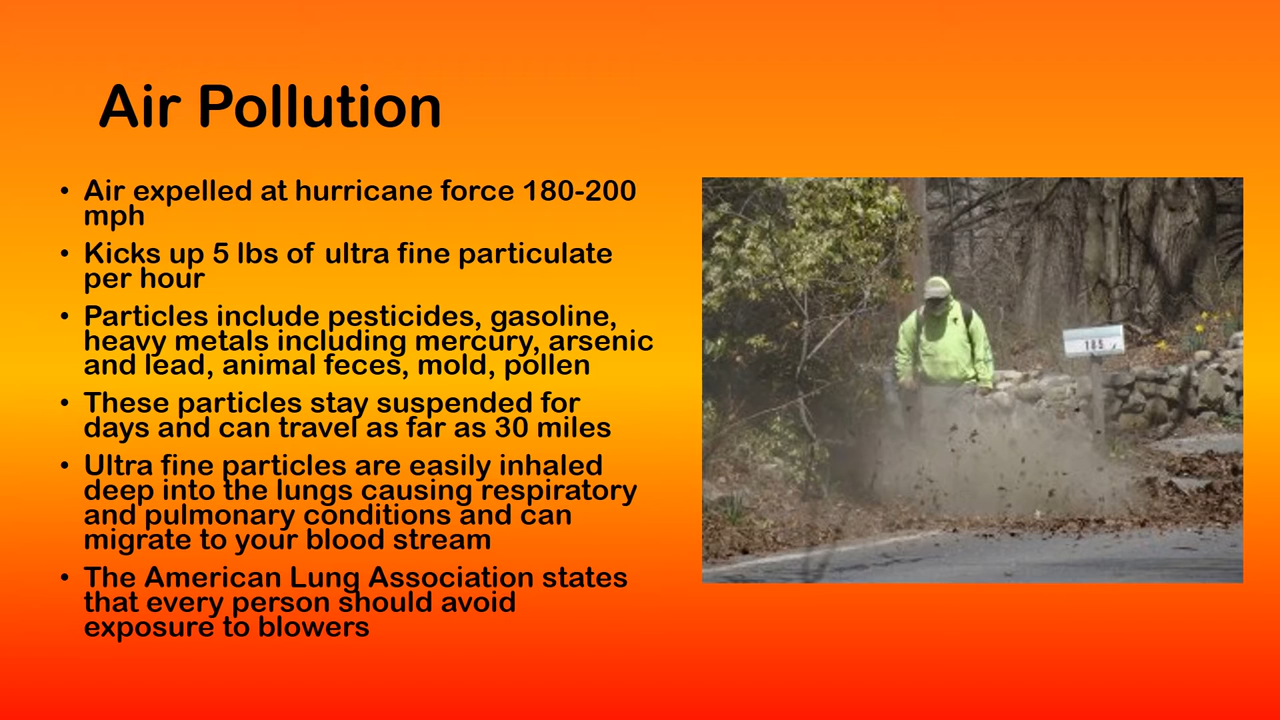 Air Pollution
• Air expelled at hurricane force 180-200
mph
• Kicks up 5 lbs of ultra fine particulate
per hour
• Particles include pesticides, gasoline,
heavy metals including mercury, arsenic
and lead, animal feces, mold, pollen
• These particles stay suspended for
days and can travel as far as 30 miles
• Ultra fine particles are easily inhaled
deep into the lungs causing respiratory
and pulmonary conditions and can
migrate to your blood stream
• The American Lung Association states
that every person should avoid
exposure to blowers
185